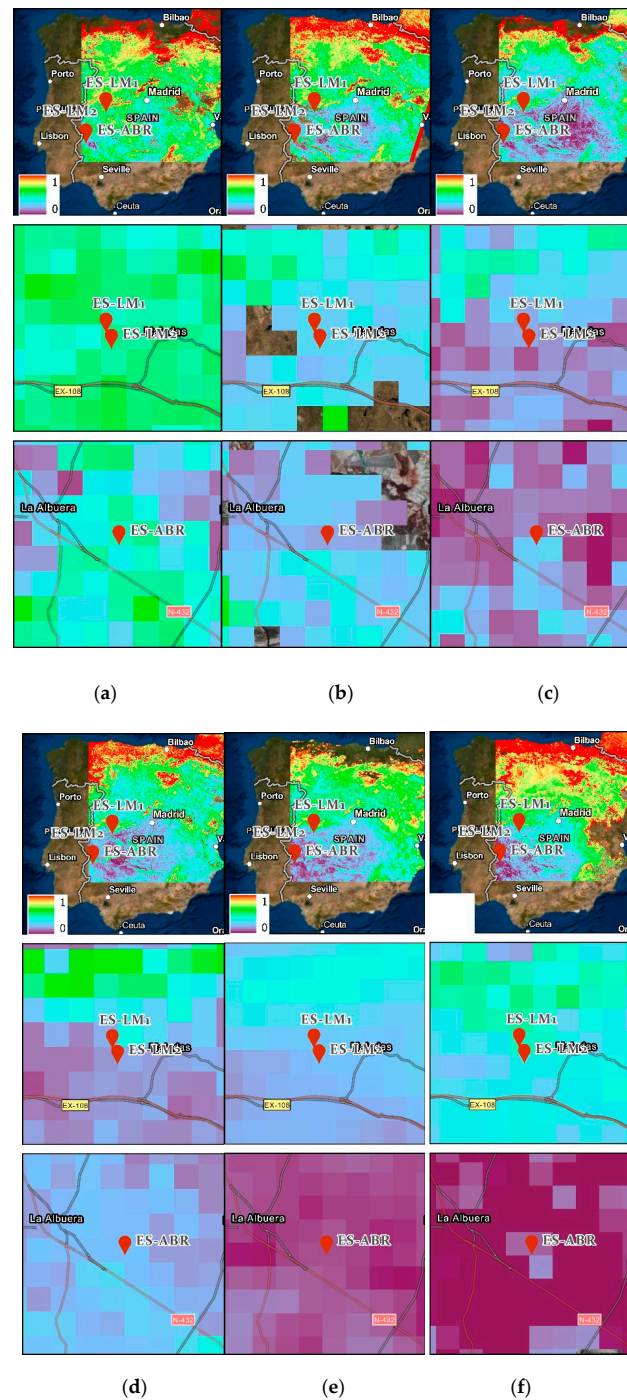 Bilbao Bilbao Bilbao
Porto Porto Porto
ES-LM1 ES-LM1 ES-LM1
Madrid Madrid Madrid
ES-LM2 ES-LM2 ES-LM2
SPAIN SPAIN SPAIN
Lisbon ES-ABR Lisbon ES-ABR Lisbon ES-ABR
Seville Seville Seville
1 1 1
0 0 0
Ceuta Ceuta Ceuta
Ora Ora Ora
ES-LM1 ES-LM1 ES-LM1
ES-LM2 ES-LM2 ES-LM2
EX-108 EX-108 EX-108
La Albuera La Albuera La Albuera
ES-ABR ES-ABR ES-ABR
N-432 N-432 N-432
(a) (b) (c)
Bilbao Bilbao Bilbao
Porto Porto Porto
ES-LM1 ES-LM1 ES-LM1
Madrid Madrid Madrid
ES-LM2 ES-LM2 ES-LM2
SPAIN SPAIN SPAIN
Lisbon ES-ABR Lisbon ES-ABR Lisbon ES-ABR
Seville Seville Seville
1 1
0 0
Ceuta Ceuta Ceuta
Ora Ora Ora
ES-LM1 ES-LM1 ES-LM1
ES-LM2 ES-LM2 ES-LM2
EX-108 EX-108 EX-108
La Albuera La Albuera La Albuera
ES-ABR ES-ABR ES-ABR
N-432 N-432 N-432
(d) (e) (f)